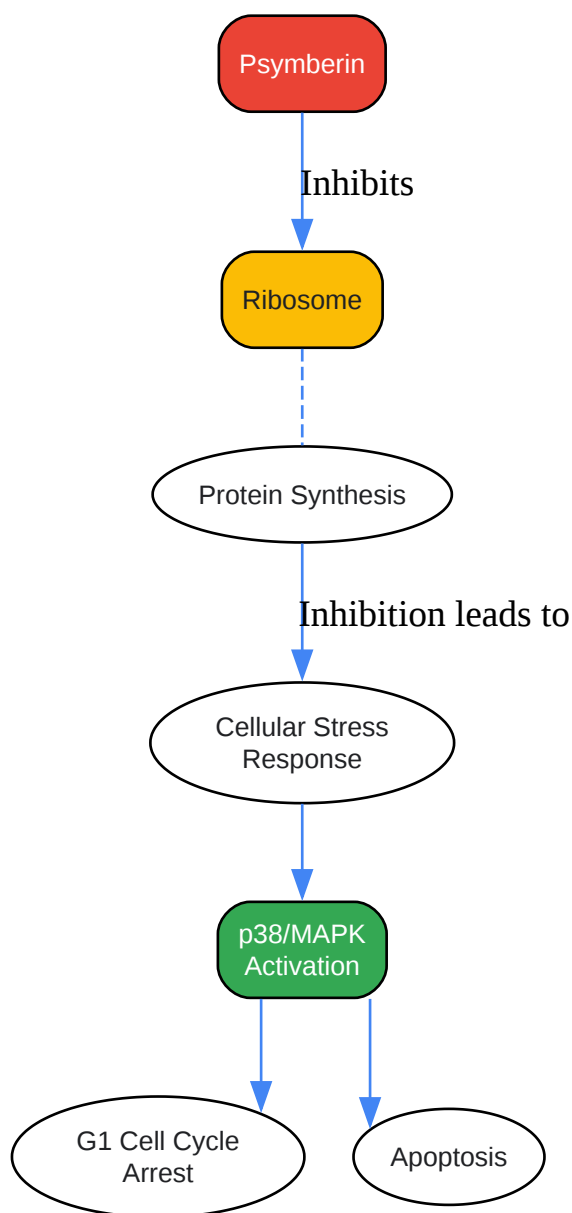 Psymberin
Inhibits
Ribosome
Protein Synthesis
Inhibition leads to
Cellular Stress
Response
p38/MAPK
Activation
G1 Cell Cycle
Arrest
Apoptosis